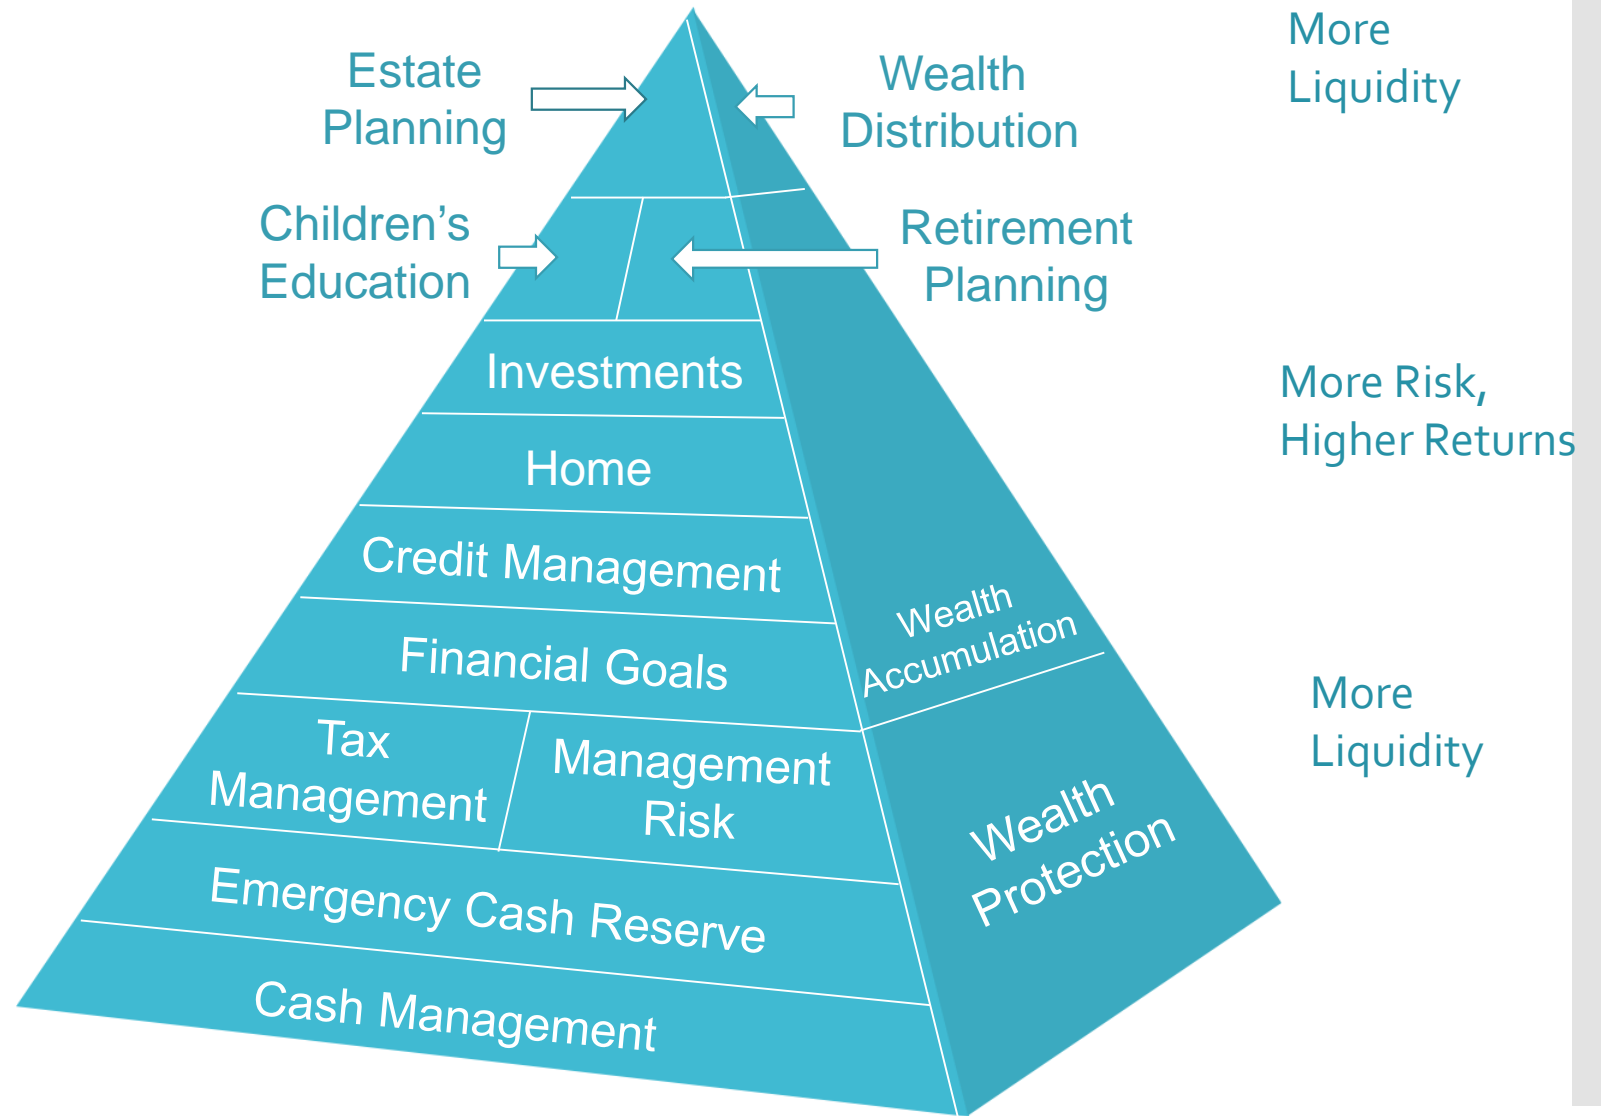 Estate
Planning
Wealth
Distribution
More
Liquidity
Children’s
Education
Retirement
Planning
Investments
More Risk,
Higher Returns
Home
Credit Management
Financial Goals
Wealth
Accumulation
More
Liquidity
Tax
Management
Management
Risk
Wealth
Protection
Emergency Cash Reserve
Cash Management